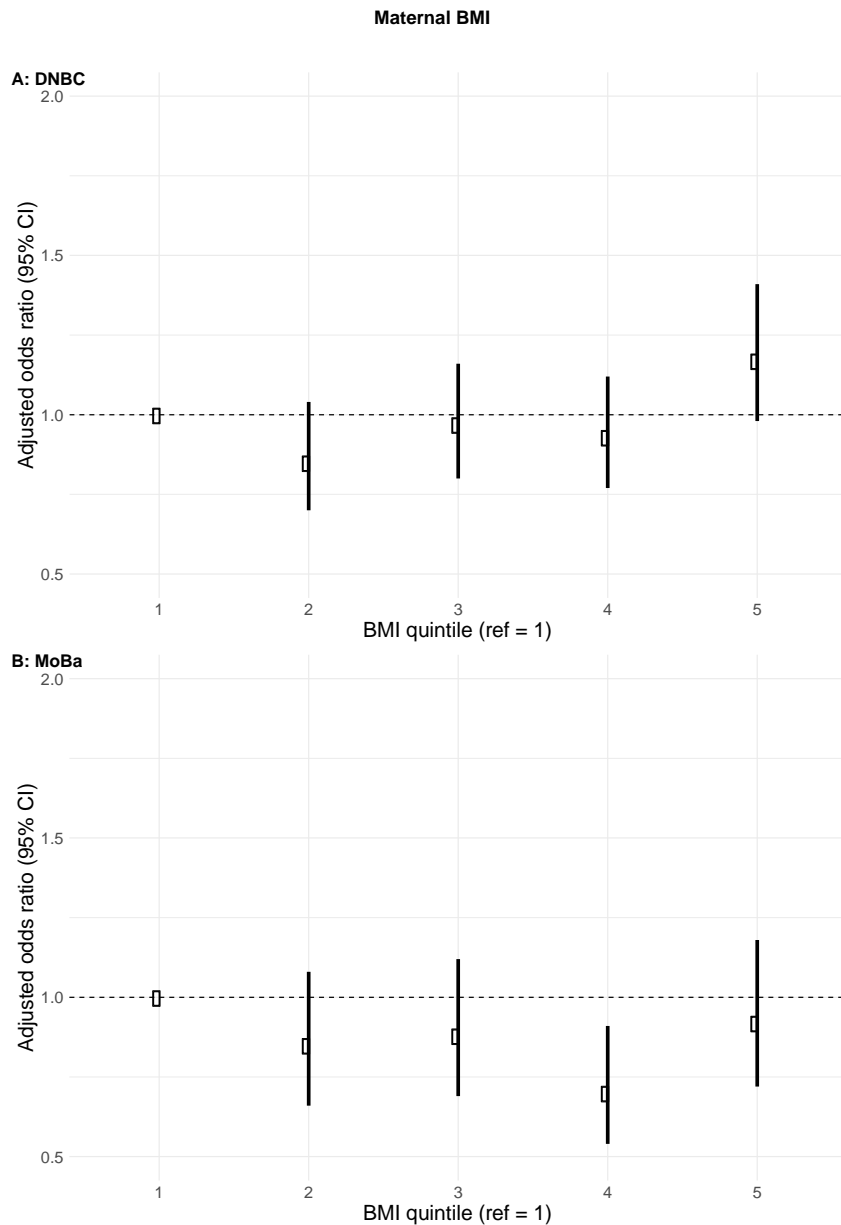 Maternal BMI
A: DNBC
2.0
1.5
1.0
0.5
Adjusted odds ratio (95% CI)
1 2 3 4 5
BMI quintile (ref = 1)
B: MoBa
2.0
1.5
1.0
0.5
Adjusted odds ratio (95% CI)
1 2 3 4 5
BMI quintile (ref = 1)